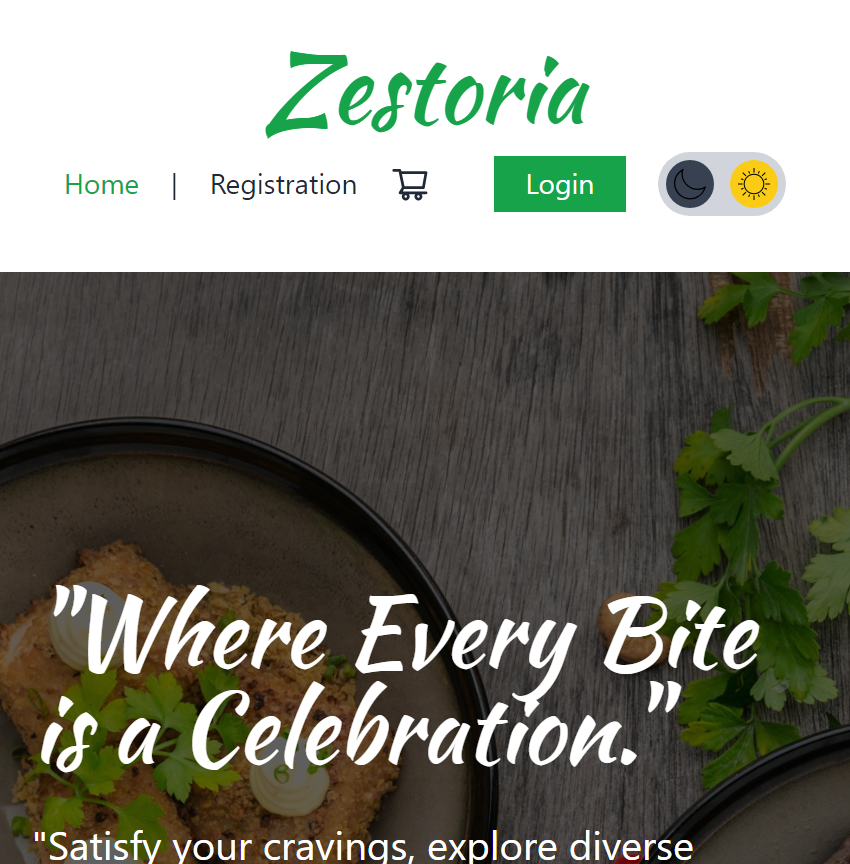 Zestoria
Home | Registration Login
"Where Every Bite
is a Celebration."
"Satisfy your cravings, explore diverse